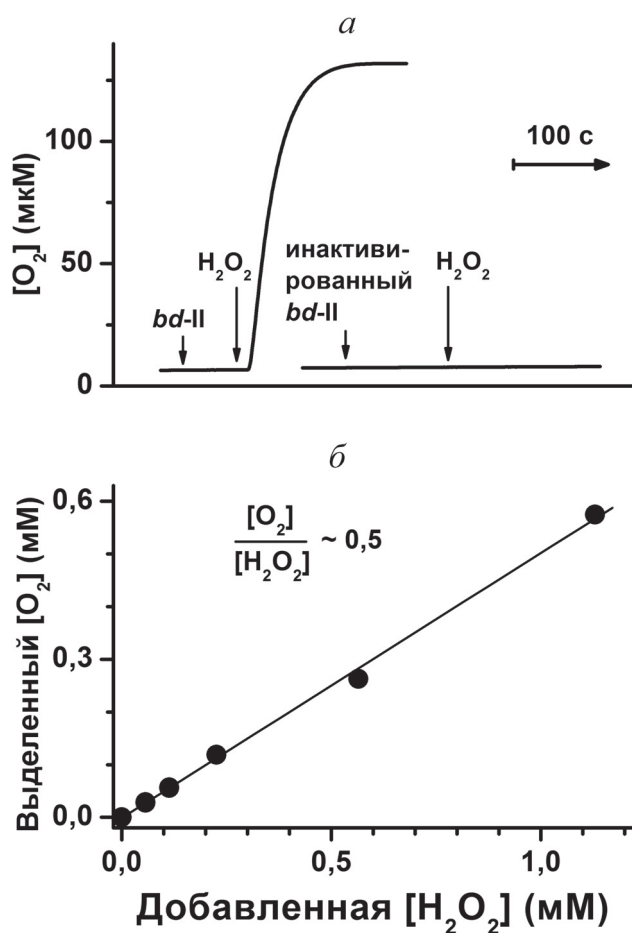 а
[O₂] (мкМ)
100
50
0
100 с
H₂O₂
bd-II
инактиви-
рованный
bd-II
H₂O₂
б
Выделенный [O₂] (мМ)
0,6
0,3
0,0
[O₂]
[H₂O₂]
~ 0,5
0,0
0,5
1,0
Добавленная [H₂O₂] (мМ)